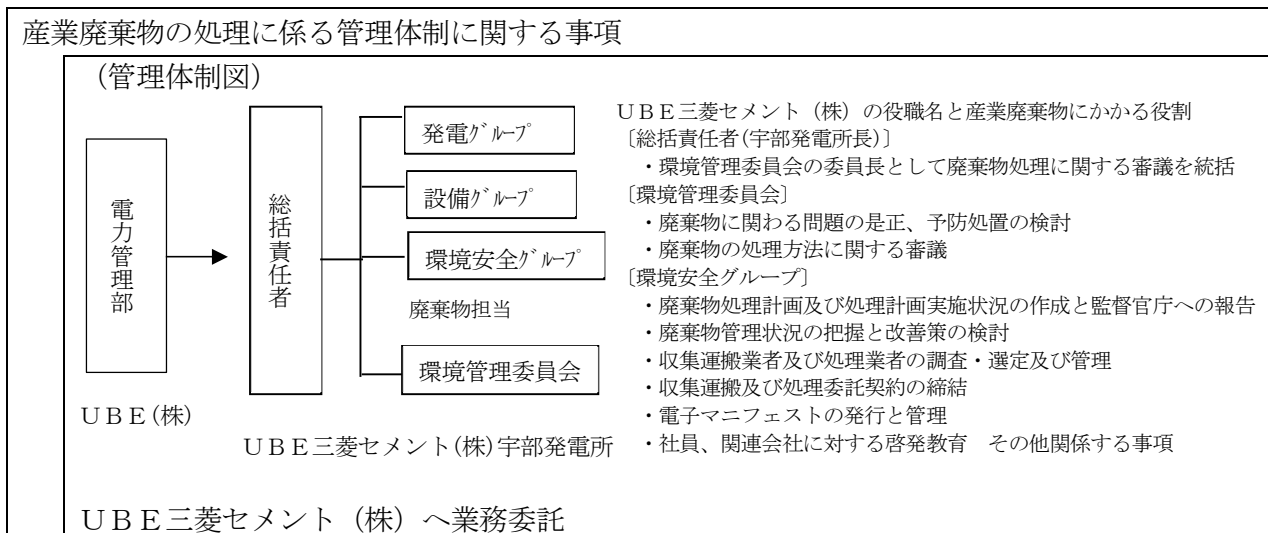 産業廃棄物の処理に係る管理体制に関する事項
(管理体制図)
電力管理部
UBE(株)
総括責任者
発電グループ
設備グループ
環境安全グループ
廃棄物担当
環境管理委員会
UBE三菱セメント(株)宇部発電所
UBE三菱セメント(株)の役職名と産業廃棄物にかかる役割
〔総括責任者(宇部発電所長)〕
・環境管理委員会の委員長として廃棄物処理に関する審議を統括
〔環境管理委員会〕
・廃棄物に関わる問題の是正、予防処置の検討
・廃棄物の処理方法に関する審議
〔環境安全グループ〕
・廃棄物処理計画及び処理計画実施状況の作成と監督官庁への報告
・廃棄物管理状況の把握と改善策の検討
・収集運搬業者及び処理業者の調査・選定及び管理
・収集運搬及び処理委託契約の締結
・電子マニフェストの発行と管理
・社員、関連会社に対する啓発教育 その他関係する事項
UBE三菱セメント(株)へ業務委託